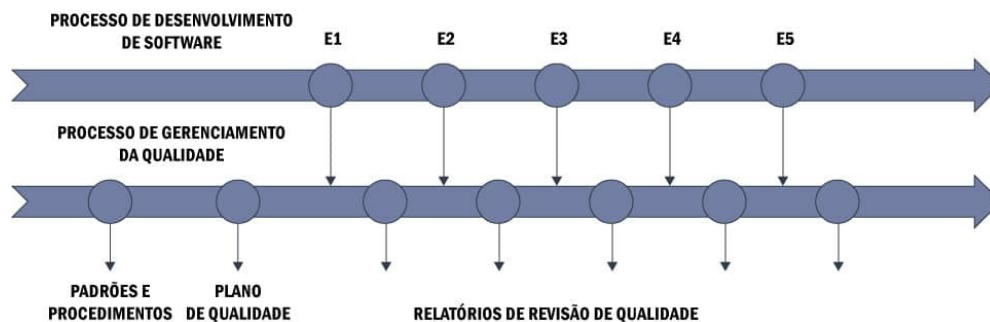 PROCESSO DE DESENVOLVIMENTO
DE SOFTWARE
E1
E2
E3
E4
E5
PROCESSO DE GERENCIAMENTO
DA QUALIDADE
PADRÕES E
PROCEDIMENTOS
PLANO
DE QUALIDADE
RELATÓRIOS DE REVISÃO DE QUALIDADE